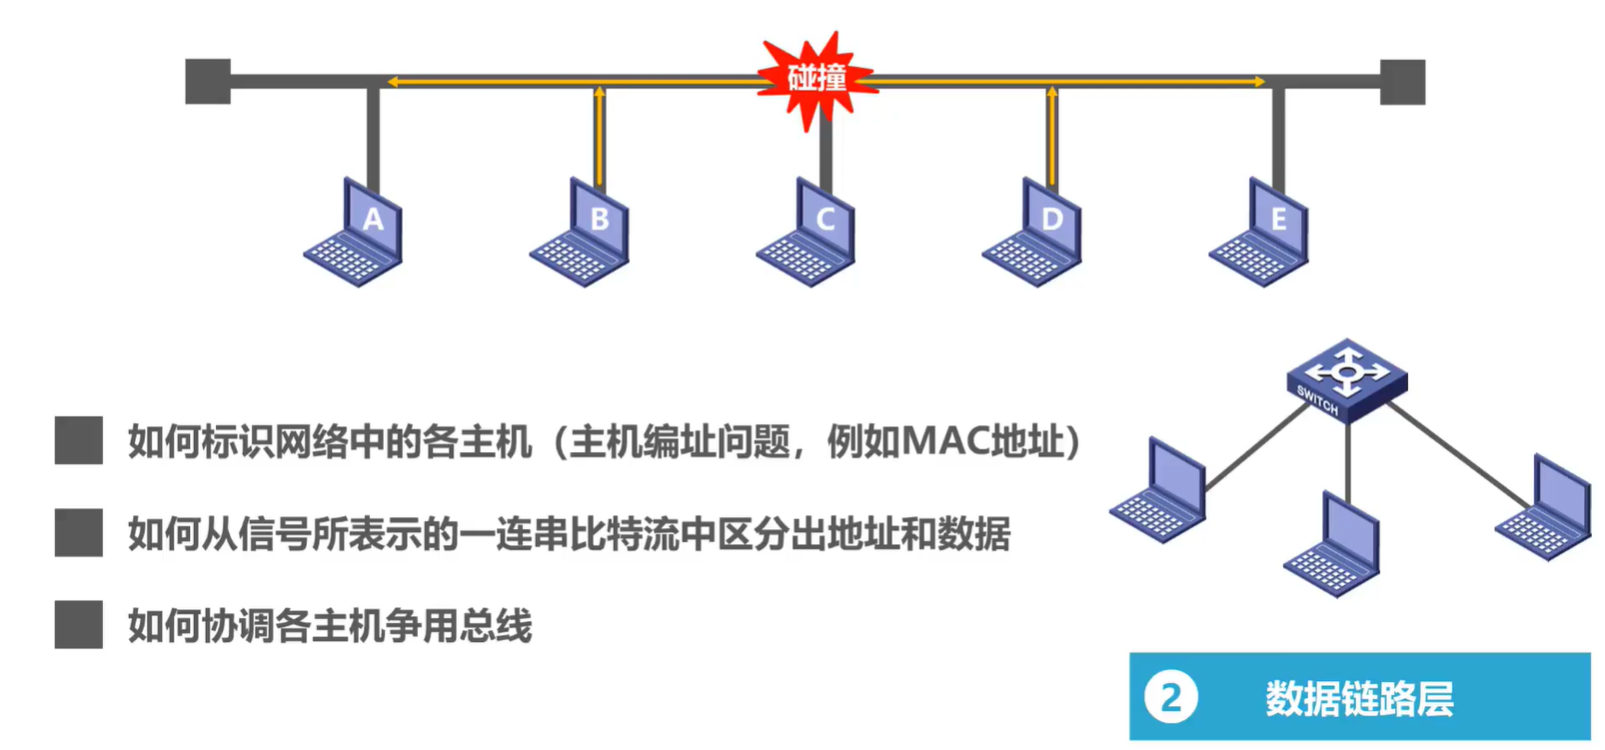 碰撞
A
B
C
D
E
SWITCH
如何标识网络中的各主机（主机编址问题，例如MAC地址）
如何从信号所表示的一连串比特流中区分出地址和数据
如何协调各主机争用总线
2 数据链路层